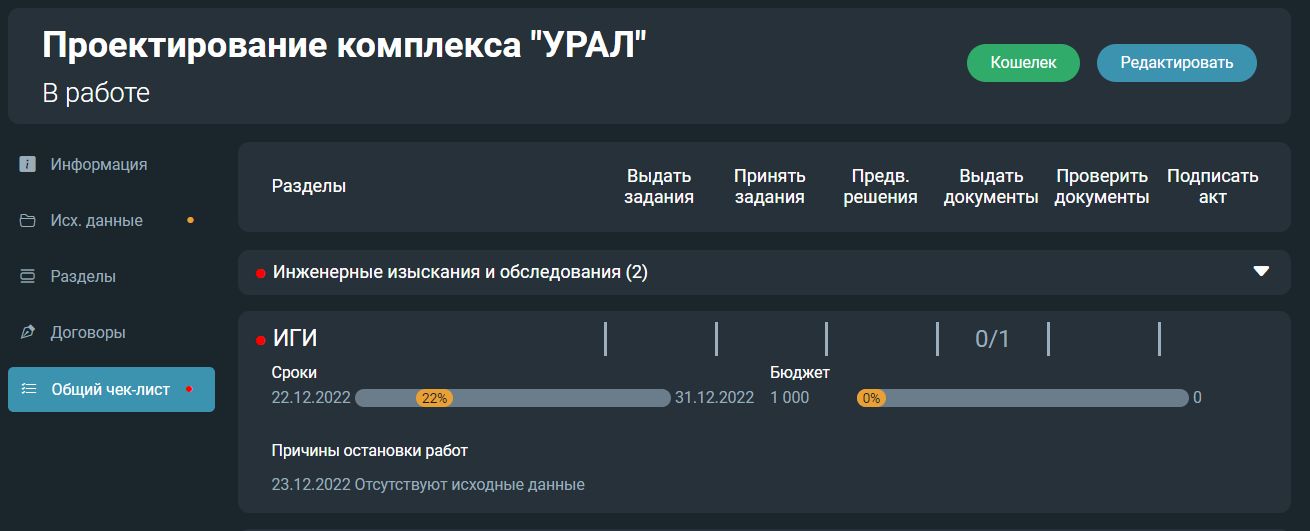 Проектирование комплекса "УРАЛ"
В работе
Кошелек
Редактировать
Информация
Исх. данные
Разделы
Договоры
Общий чек-лист
Разделы
Выдать
задания
Принять
задания
Предв.
решения
Выдать
документы
Проверить
документы
Подписать
акт
Инженерные изыскания и обследования (2)
ИГИ
0/1
Сроки
22.12.2022 22% 31.12.2022
Бюджет
1 000 0% 0
Причины остановки работ
23.12.2022 Отсутствуют исходные данные